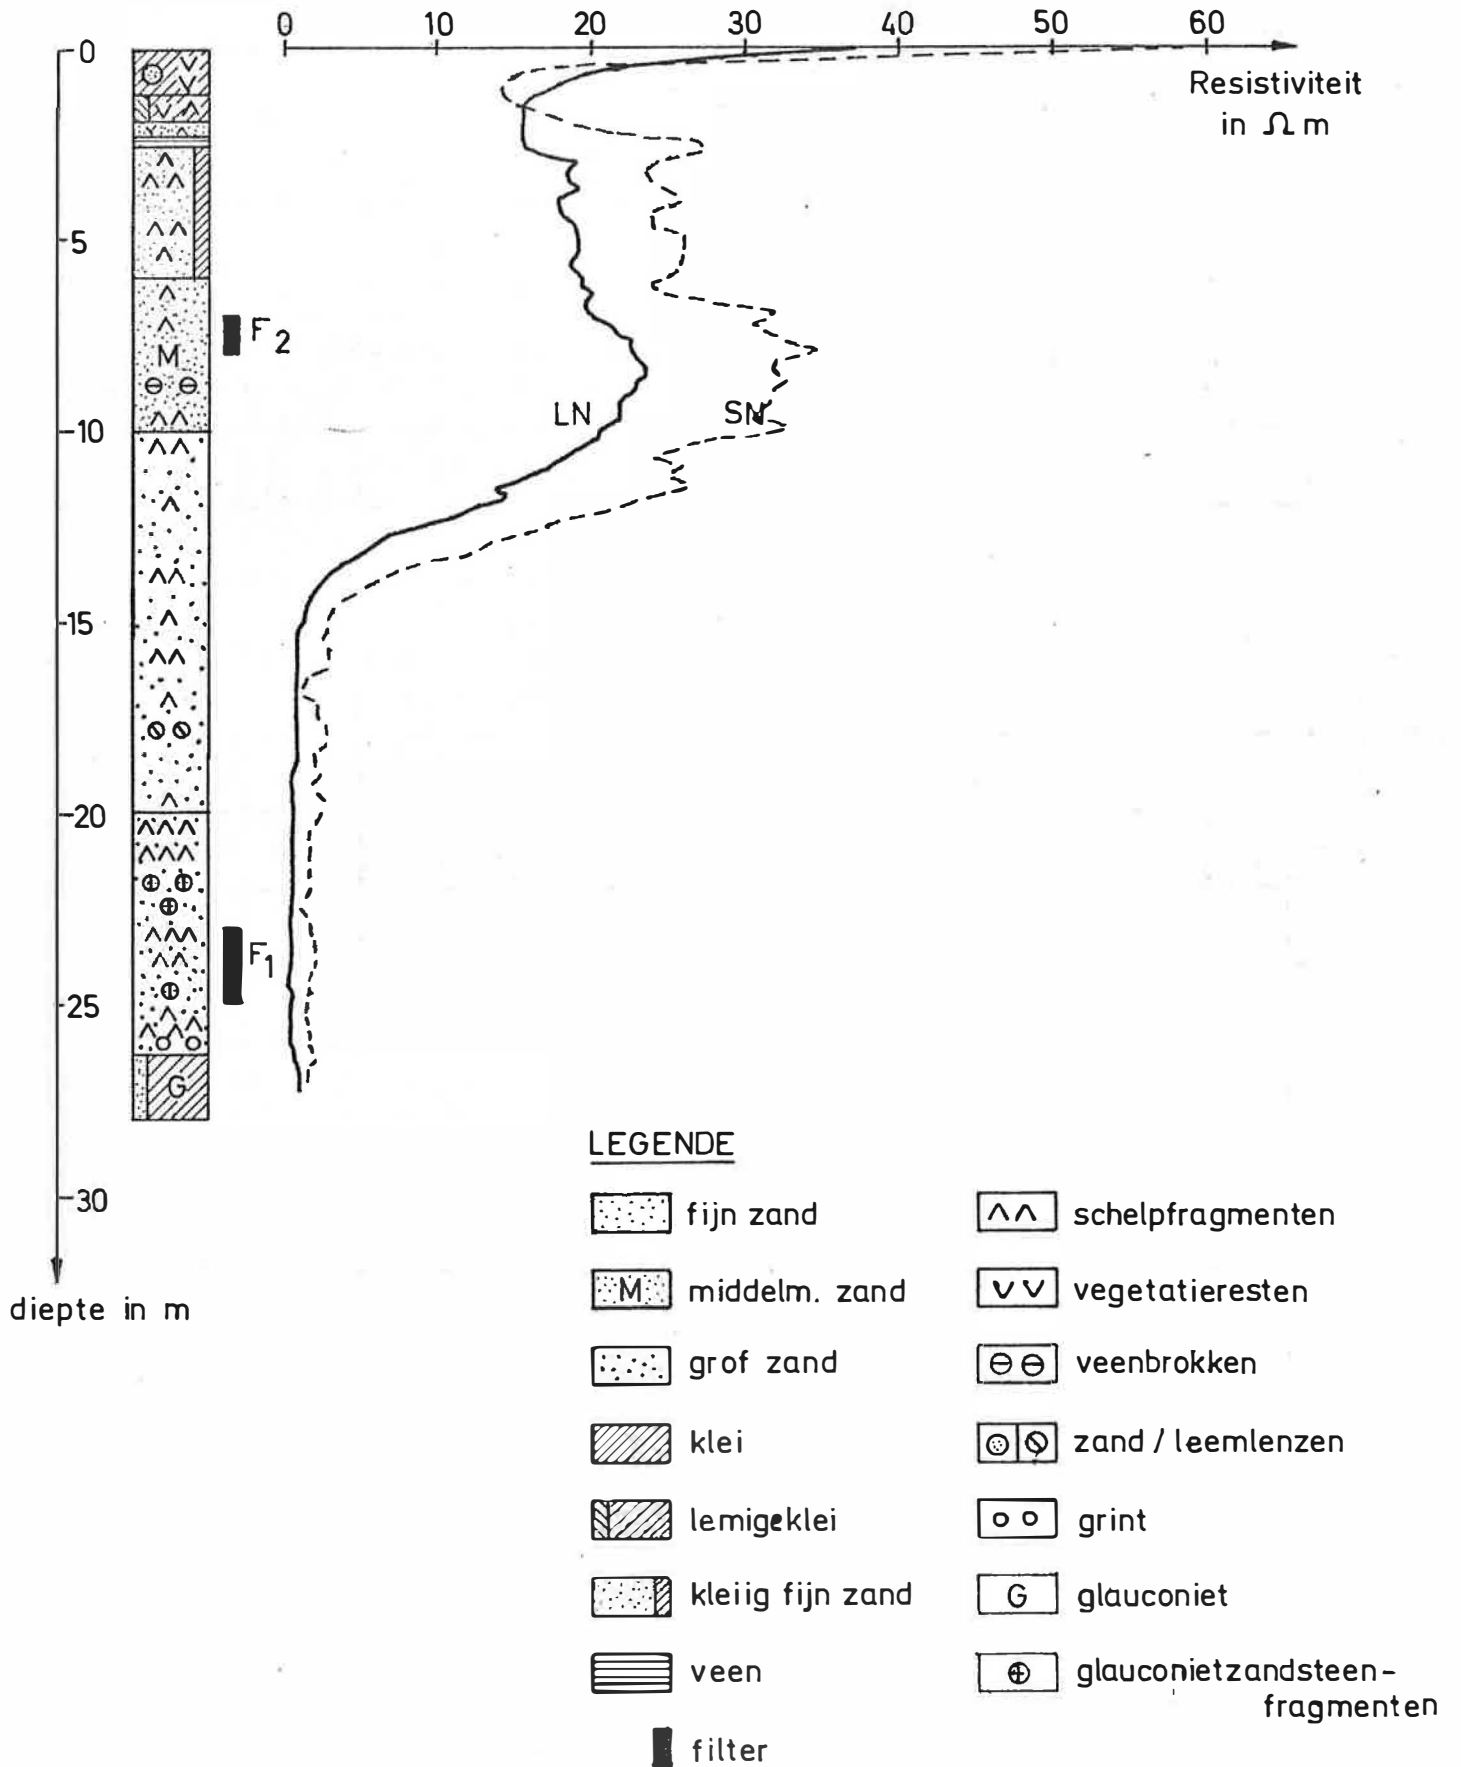 0 10 20 30 40 50 60
Resistiviteit
in Ω m
0
5
10
15
20
25
30
diepte in m
M
G
F2
F1
LN
SN
LEGENDE
fijn zand
M middelm. zand
grof zand
klei
lemige klei
kleiig fijn zand
veen
filter
schelpfragmenten
vegetatieresten
veenbrokken
zand / leemlenzen
grint
G glauconiet
glauconietzandsteen-
fragmenten